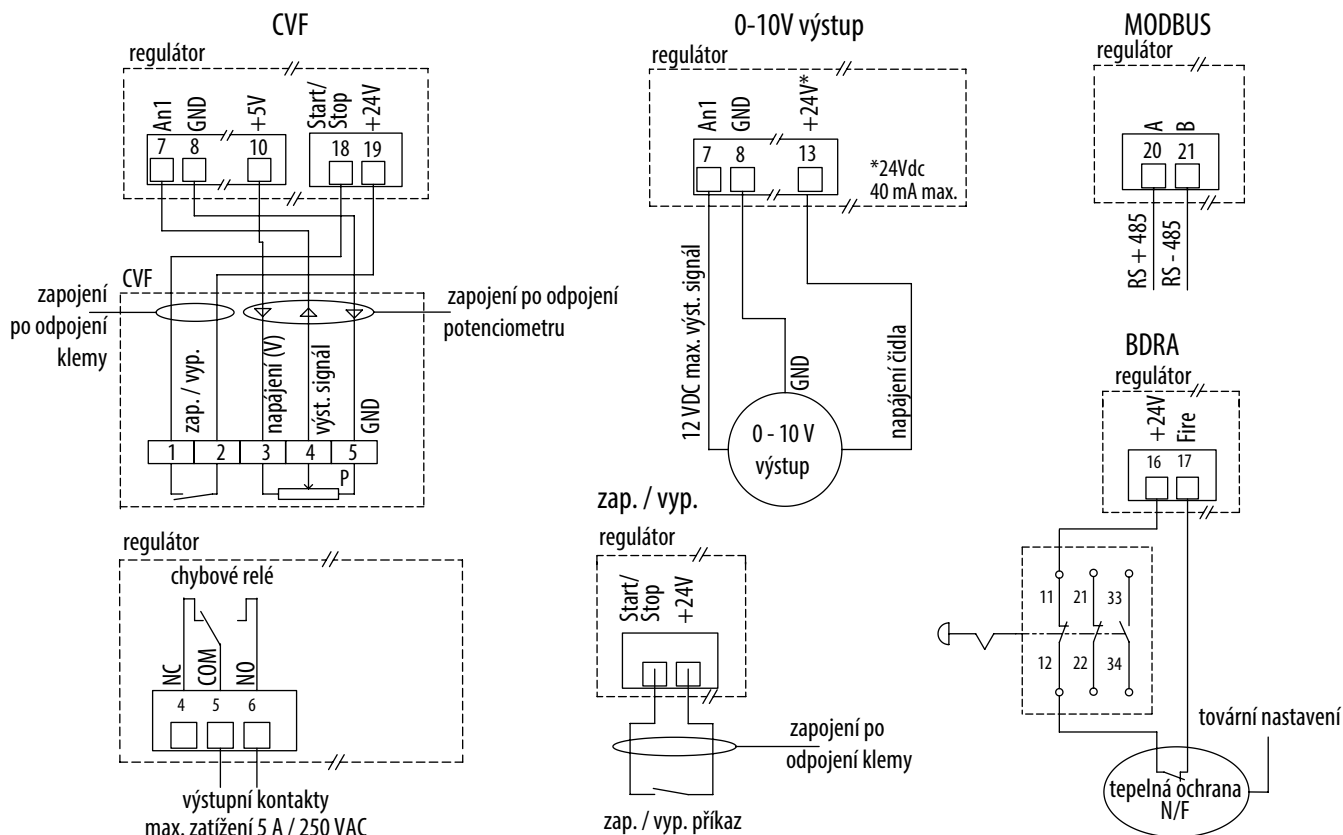 CVF
regulátor
An1
GND
+5V
Start/
Stop
+24V
7
8
10
18
19
CVF
zapojení
po odpojení
klemy
zapojení po odpojení
potenciometru
zap. / vyp.
napájení (V)
výst. signál
GND
1
2
3
4
5
P
0-10V výstup
regulátor
An1
GND
+24V*
7
8
13
*24Vdc
40 mA max.
12 VDC max. výst. signál
GND
napájení čidla
0 - 10 V
výstup
MODBUS
regulátor
A
B
20
21
RS + 485
RS - 485
regulátor
chybové relé
NC
COM
NO
4
5
6
výstupní kontakty
max. zatížení 5 A / 250 VAC
zap. / vyp.
regulátor
Start/
Stop
+24V
zapojení po
odpojení klemy
zap. / vyp. příkaz
BDRA
regulátor
+24V
Fire
16
17
11
21
33
12
22
34
tovární nastavení
tepelná ochrana
N/F